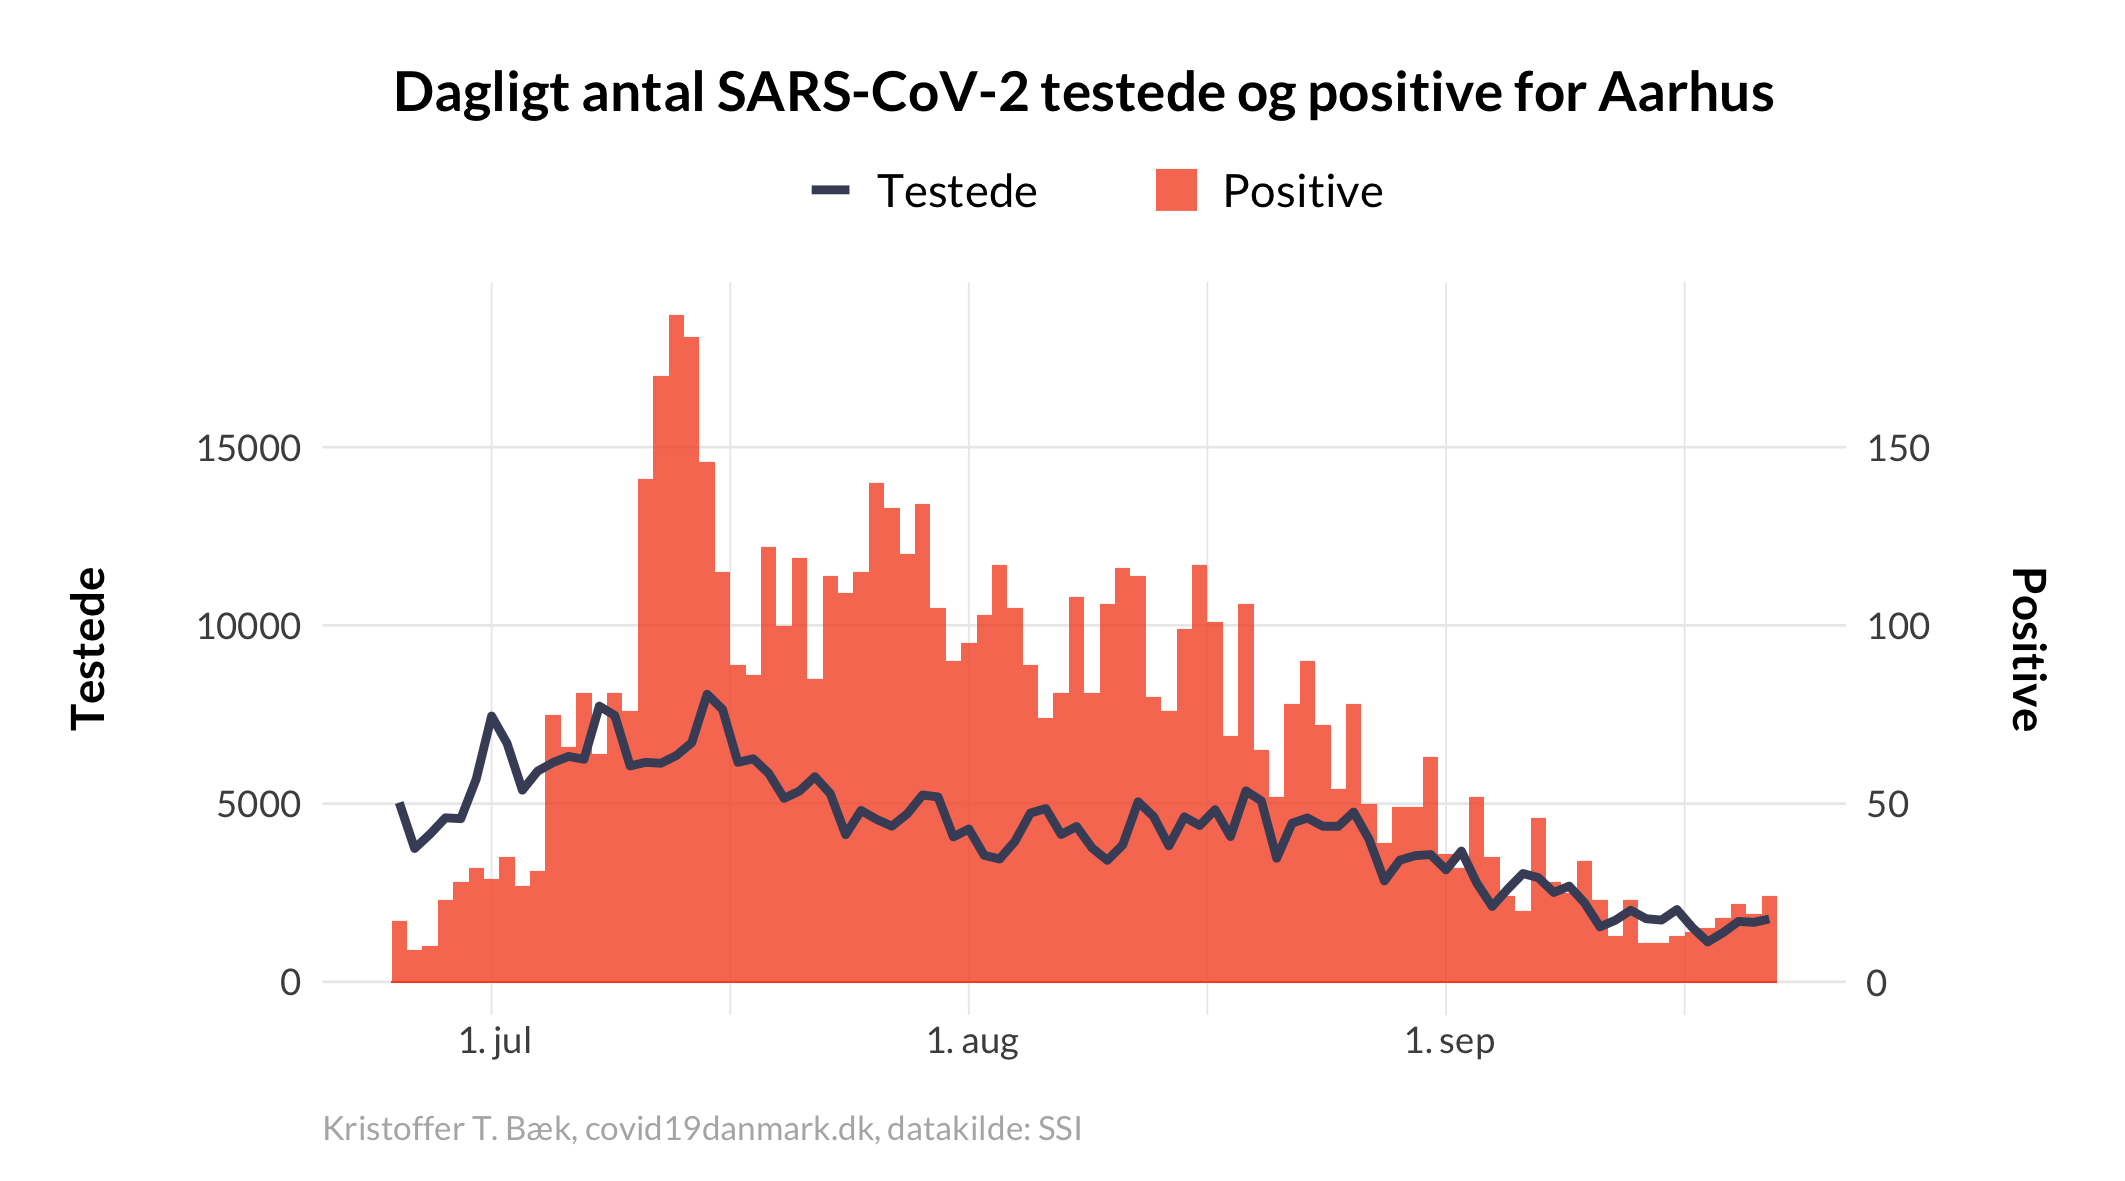 Dagligt antal SARS-CoV-2 testede og positive for Aarhus
Testede
Positive
15000
10000
5000
0
Testede
150
100
50
0
Positive
1. jul
1. aug
1. sep
Kristoffer T. Bæk, covid19danmark.dk, datakilde: SSI